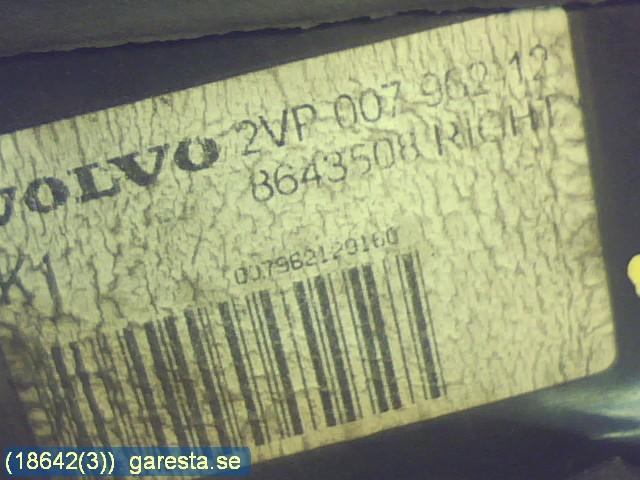 VOLVO 2VP 007 962-12
8643508 RIGHT
K1
007962129160
(18642(3)) garesta.se